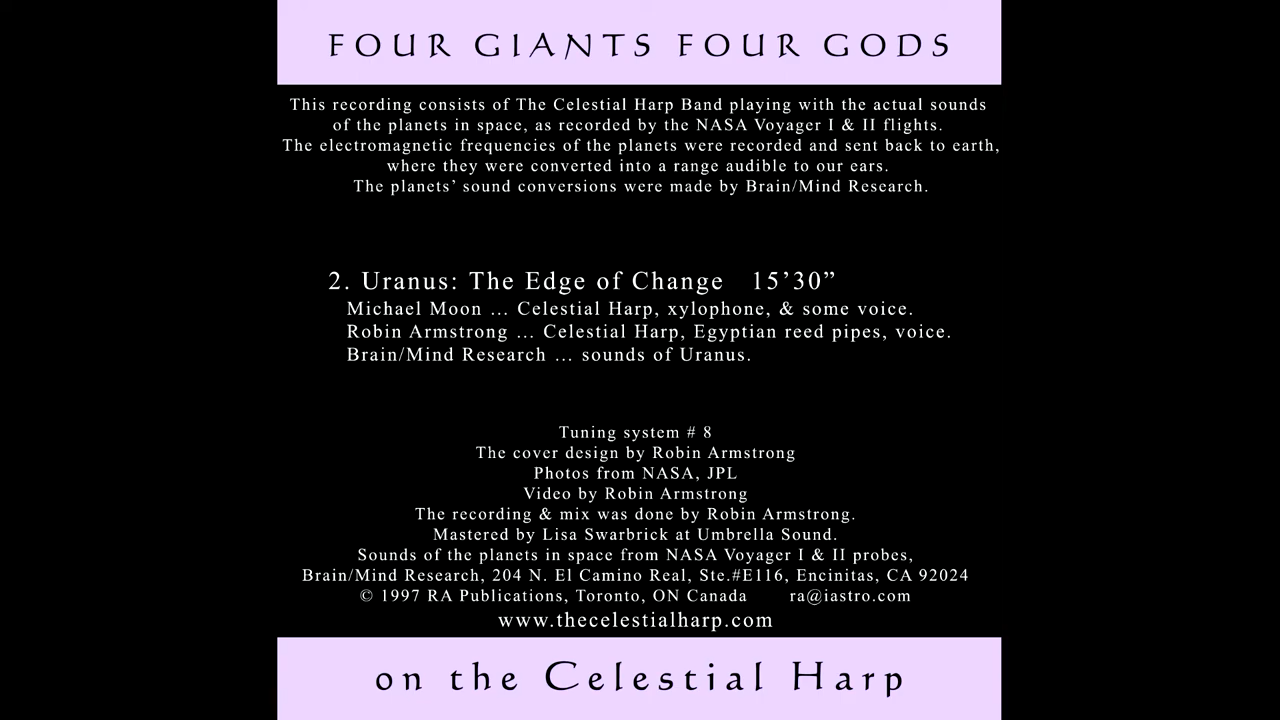 FOUR GIANTS FOUR GODS
This recording consists of The Celestial Harp Band playing with the actual sounds
of the planets in space, as recorded by the NASA Voyager I & II flights.
The electromagnetic frequencies of the planets were recorded and sent back to earth,
where they were converted into a range audible to our ears.
The planets’ sound conversions were made by Brain/Mind Research.
2. Uranus: The Edge of Change 15’30”
Michael Moon … Celestial Harp, xylophone, & some voice.
Robin Armstrong … Celestial Harp, Egyptian reed pipes, voice.
Brain/Mind Research … sounds of Uranus.
Tuning system # 8
The cover design by Robin Armstrong
Photos from NASA, JPL
Video by Robin Armstrong
The recording & mix was done by Robin Armstrong.
Mastered by Lisa Swarbrick at Umbrella Sound.
Sounds of the planets in space from NASA Voyager I & II probes,
Brain/Mind Research, 204 N. El Camino Real, Ste.#E116, Encinitas, CA 92024
© 1997 RA Publications, Toronto, ON Canada ra@iastro.com
www.thecelestialharp.com
on the Celestial Harp